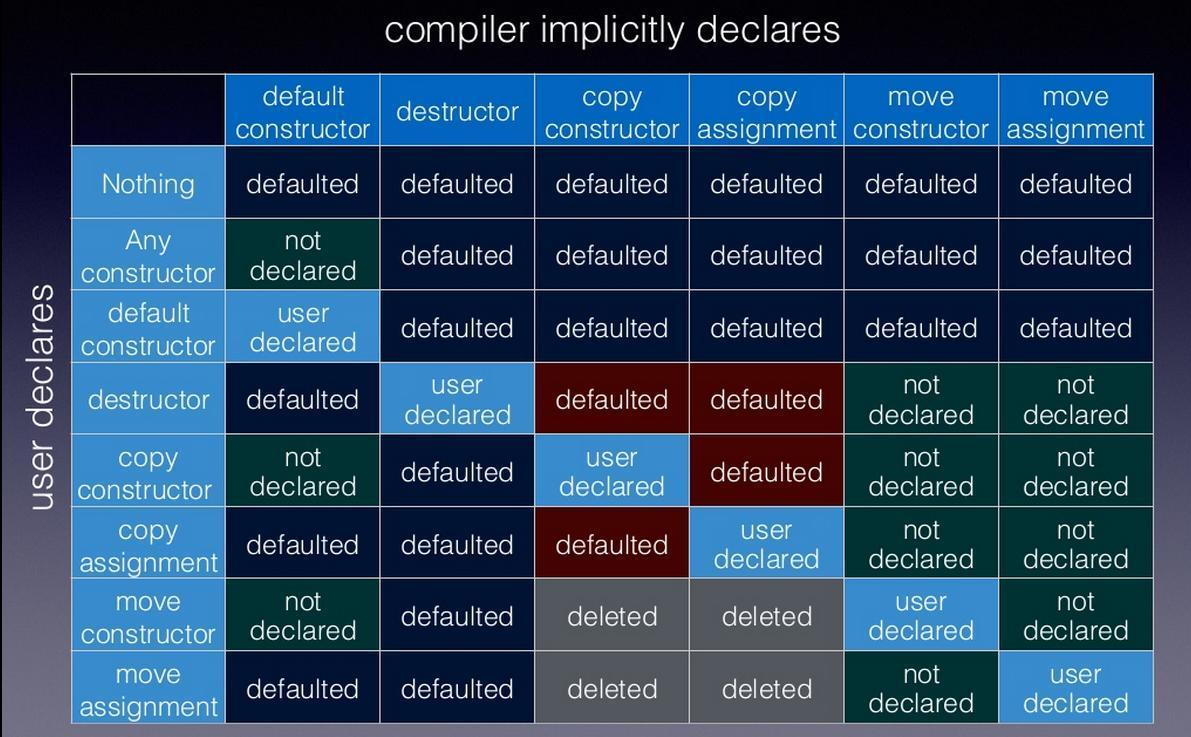 compiler implicitly declares
default constructor destructor copy constructor copy assignment move constructor move assignment
Nothing defaulted defaulted defaulted defaulted defaulted defaulted
Any constructor not declared defaulted defaulted defaulted defaulted defaulted
default constructor user declared defaulted defaulted defaulted defaulted defaulted
destructor defaulted user declared defaulted defaulted not declared not declared
copy constructor not declared defaulted user declared defaulted not declared not declared
copy assignment defaulted defaulted defaulted user declared not declared not declared
move constructor not declared defaulted deleted deleted user declared not declared
move assignment defaulted defaulted deleted deleted not declared user declared
user declares